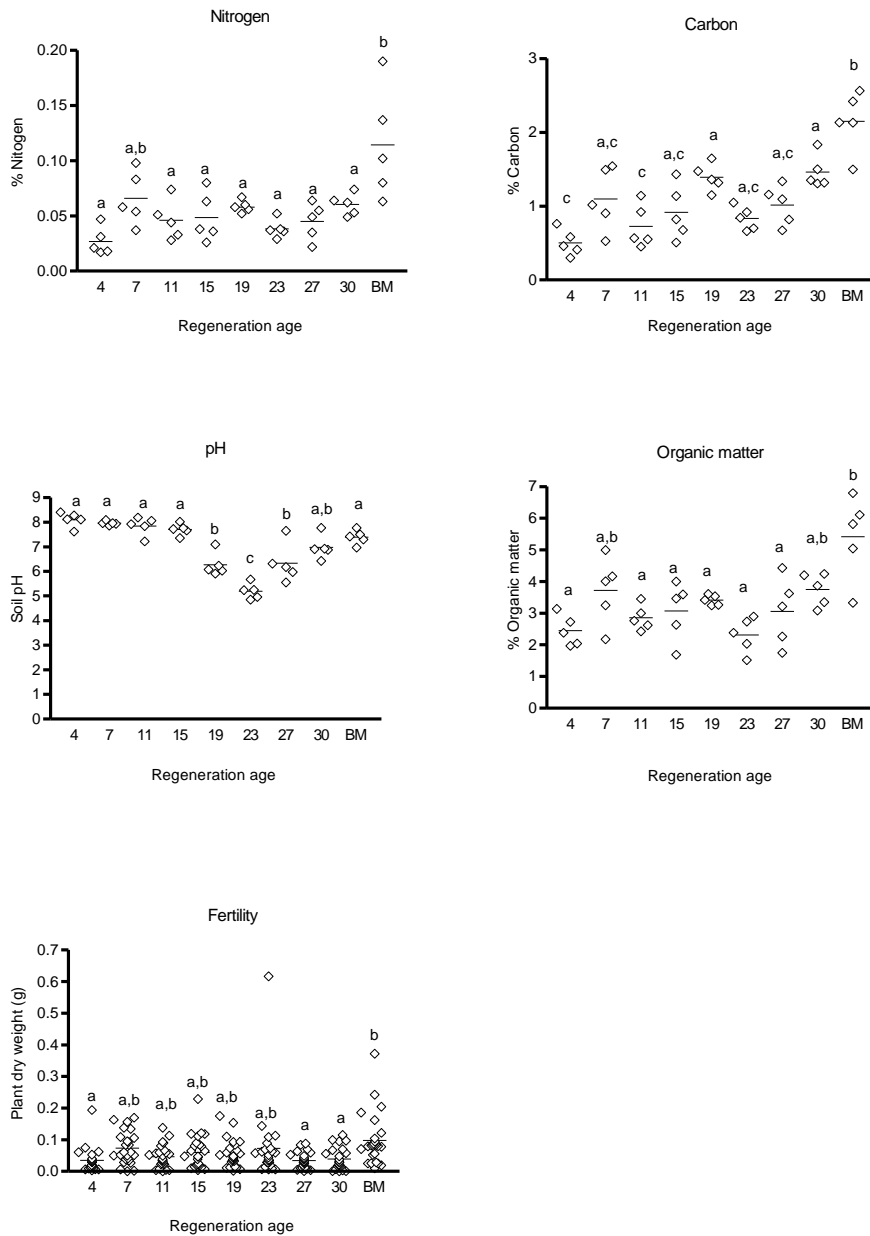 Nitrogen
0.20
0.15
0.10
0.05
0.00
% Nitogen
a
a,b
a
a
a
a
a
a
b
4 7 11 15 19 23 27 30 BM
Regeneration age
Carbon
3
2
1
0
% Carbon
c
a,c
c
a,c
a
a,c
a,c
a
b
4 7 11 15 19 23 27 30 BM
Regeneration age
pH
9
8
7
6
5
4
3
2
1
0
Soil pH
a
a
a
a
b
c
b
a,b
a
4 7 11 15 19 23 27 30 BM
Regeneration age
Organic matter
7
6
5
4
3
2
1
0
% Organic matter
a
a,b
a
a
a
a
a
a,b
b
4 7 11 15 19 23 27 30 BM
Regeneration age
Fertility
0.7
0.6
0.5
0.4
0.3
0.2
0.1
0.0
Plant dry weight (g)
a
a,b
a,b
a,b
a,b
a,b
a
a
b
4 7 11 15 19 23 27 30 BM
Regeneration age